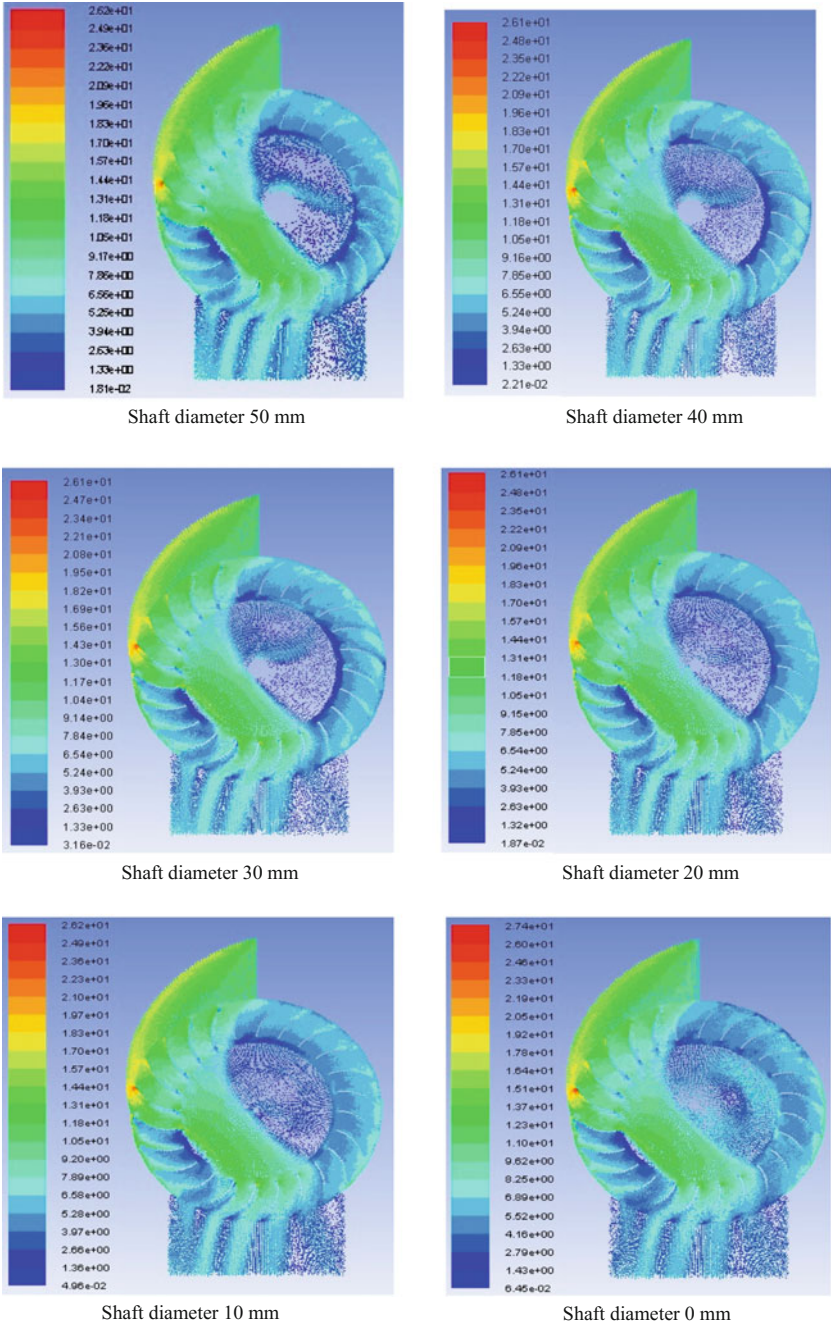 2.62e+01
2.49e+01
2.36e+01
2.22e+01
2.09e+01
1.96e+01
1.83e+01
1.70e+01
1.57e+01
1.44e+01
1.31e+01
1.18e+01
1.05e+01
9.17e+00
7.86e+00
6.56e+00
5.25e+00
3.94e+00
2.63e+00
1.33e+00
1.81e-02
Shaft diameter 50 mm
2.61e+01
2.48e+01
2.35e+01
2.22e+01
2.09e+01
1.96e+01
1.83e+01
1.70e+01
1.57e+01
1.44e+01
1.31e+01
1.18e+01
1.05e+01
9.16e+00
7.85e+00
6.55e+00
5.24e+00
3.94e+00
2.63e+00
1.33e+00
2.21e-02
Shaft diameter 40 mm
2.61e+01
2.47e+01
2.34e+01
2.21e+01
2.08e+01
1.95e+01
1.82e+01
1.69e+01
1.43e+01
1.30e+01
1.17e+01
1.04e+01
9.14e+00
7.84e+00
6.54e+00
5.24e+00
3.93e+00
2.63e+00
1.33e+00
3.16e-02
Shaft diameter 30 mm
2.61e+01
2.48e+01
2.35e+01
2.22e+01
2.09e+01
1.96e+01
1.83e+01
1.70e+01
1.57e+01
1.44e+01
1.31e+01
1.18e+01
1.05e+01
9.15e+00
7.85e+00
6.54e+00
5.24e+00
3.93e+00
2.63e+00
1.32e+00
1.87e-02
Shaft diameter 20 mm
2.62e+01
2.49e+01
2.36e+01
2.23e+01
2.10e+01
1.97e+01
1.83e+01
1.70e+01
1.57e+01
1.44e+01
1.31e+01
1.18e+01
1.05e+01
9.20e+00
7.89e+00
6.58e+00
5.28e+00
3.97e+00
2.66e+00
1.36e+00
4.96e-02
Shaft diameter 10 mm
2.74e+01
2.60e+01
2.46e+01
2.33e+01
2.19e+01
2.05e+01
1.92e+01
1.78e+01
1.64e+01
1.51e+01
1.37e+01
1.23e+01
1.10e+01
9.62e+00
8.25e+00
6.89e+00
5.52e+00
4.16e+00
2.79e+00
1.43e+00
6.45e-02
Shaft diameter 0 mm